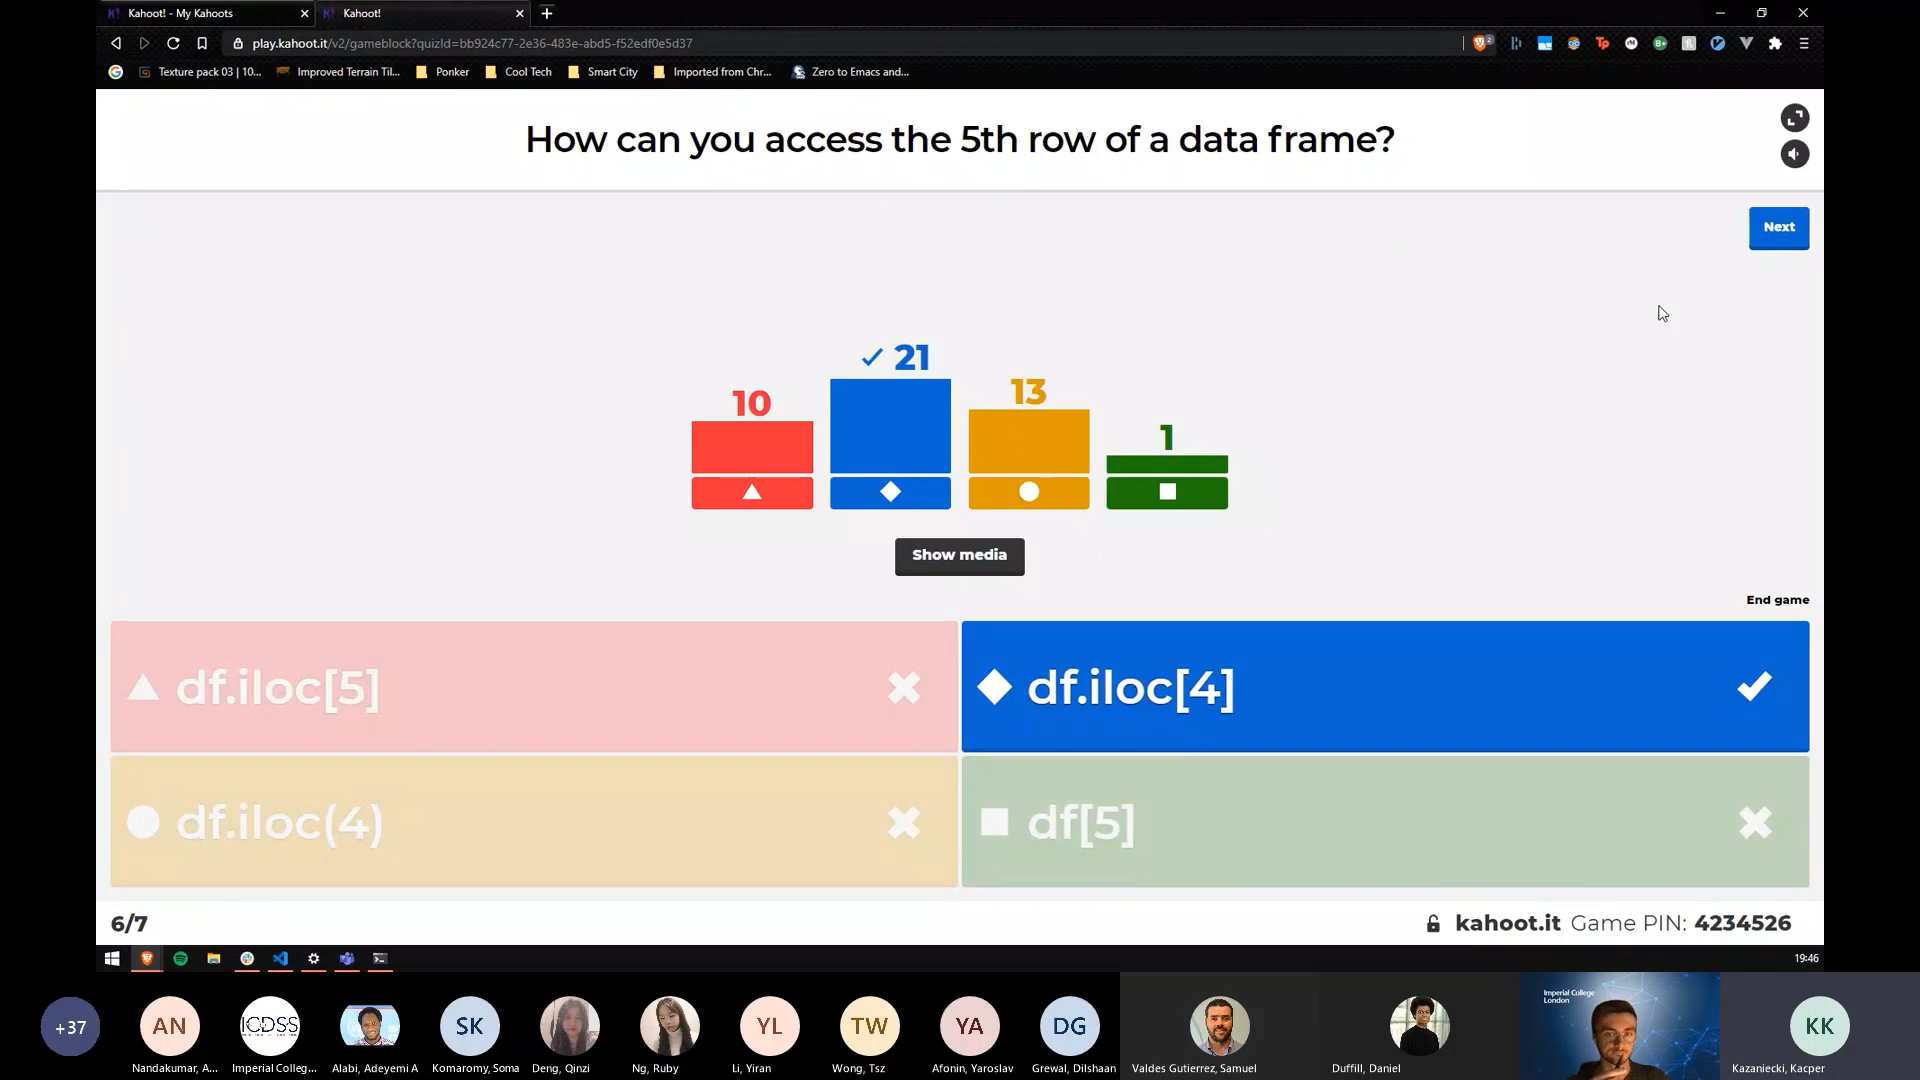 Kahoot! - My Kahoots
Kahoot!
play.kahoot.it/v2/gameblock?quizId=bb924c77-2e36-483e-abd5-f52edf0e5d37
Texture pack 03 | 10...
Improved Terrain Til...
Ponker
Cool Tech
Smart City
Imported from Chr...
Zero to Emacs and...
How can you access the 5th row of a data frame?
Next
10
21
13
1
Show media
End game
df.iloc[5]
df.iloc[4]
df.iloc(4)
df[5]
6/7
kahoot.it Game PIN: 4234526
19:46
+37
AN
ICDSS
SK
YL
TW
YA
DG
Imperial College
London
KK
Nandakumar, A...
Imperial Colleg...
Alabi, Adeyemi A
Komaromy, Soma
Deng, Qinzi
Ng, Ruby
Li, Yiran
Wong, Tsz
Afonin, Yaroslav
Grewal, Dilshaan
Valdes Gutierrez, Samuel
Duffill, Daniel
Kazaniecki, Kacper